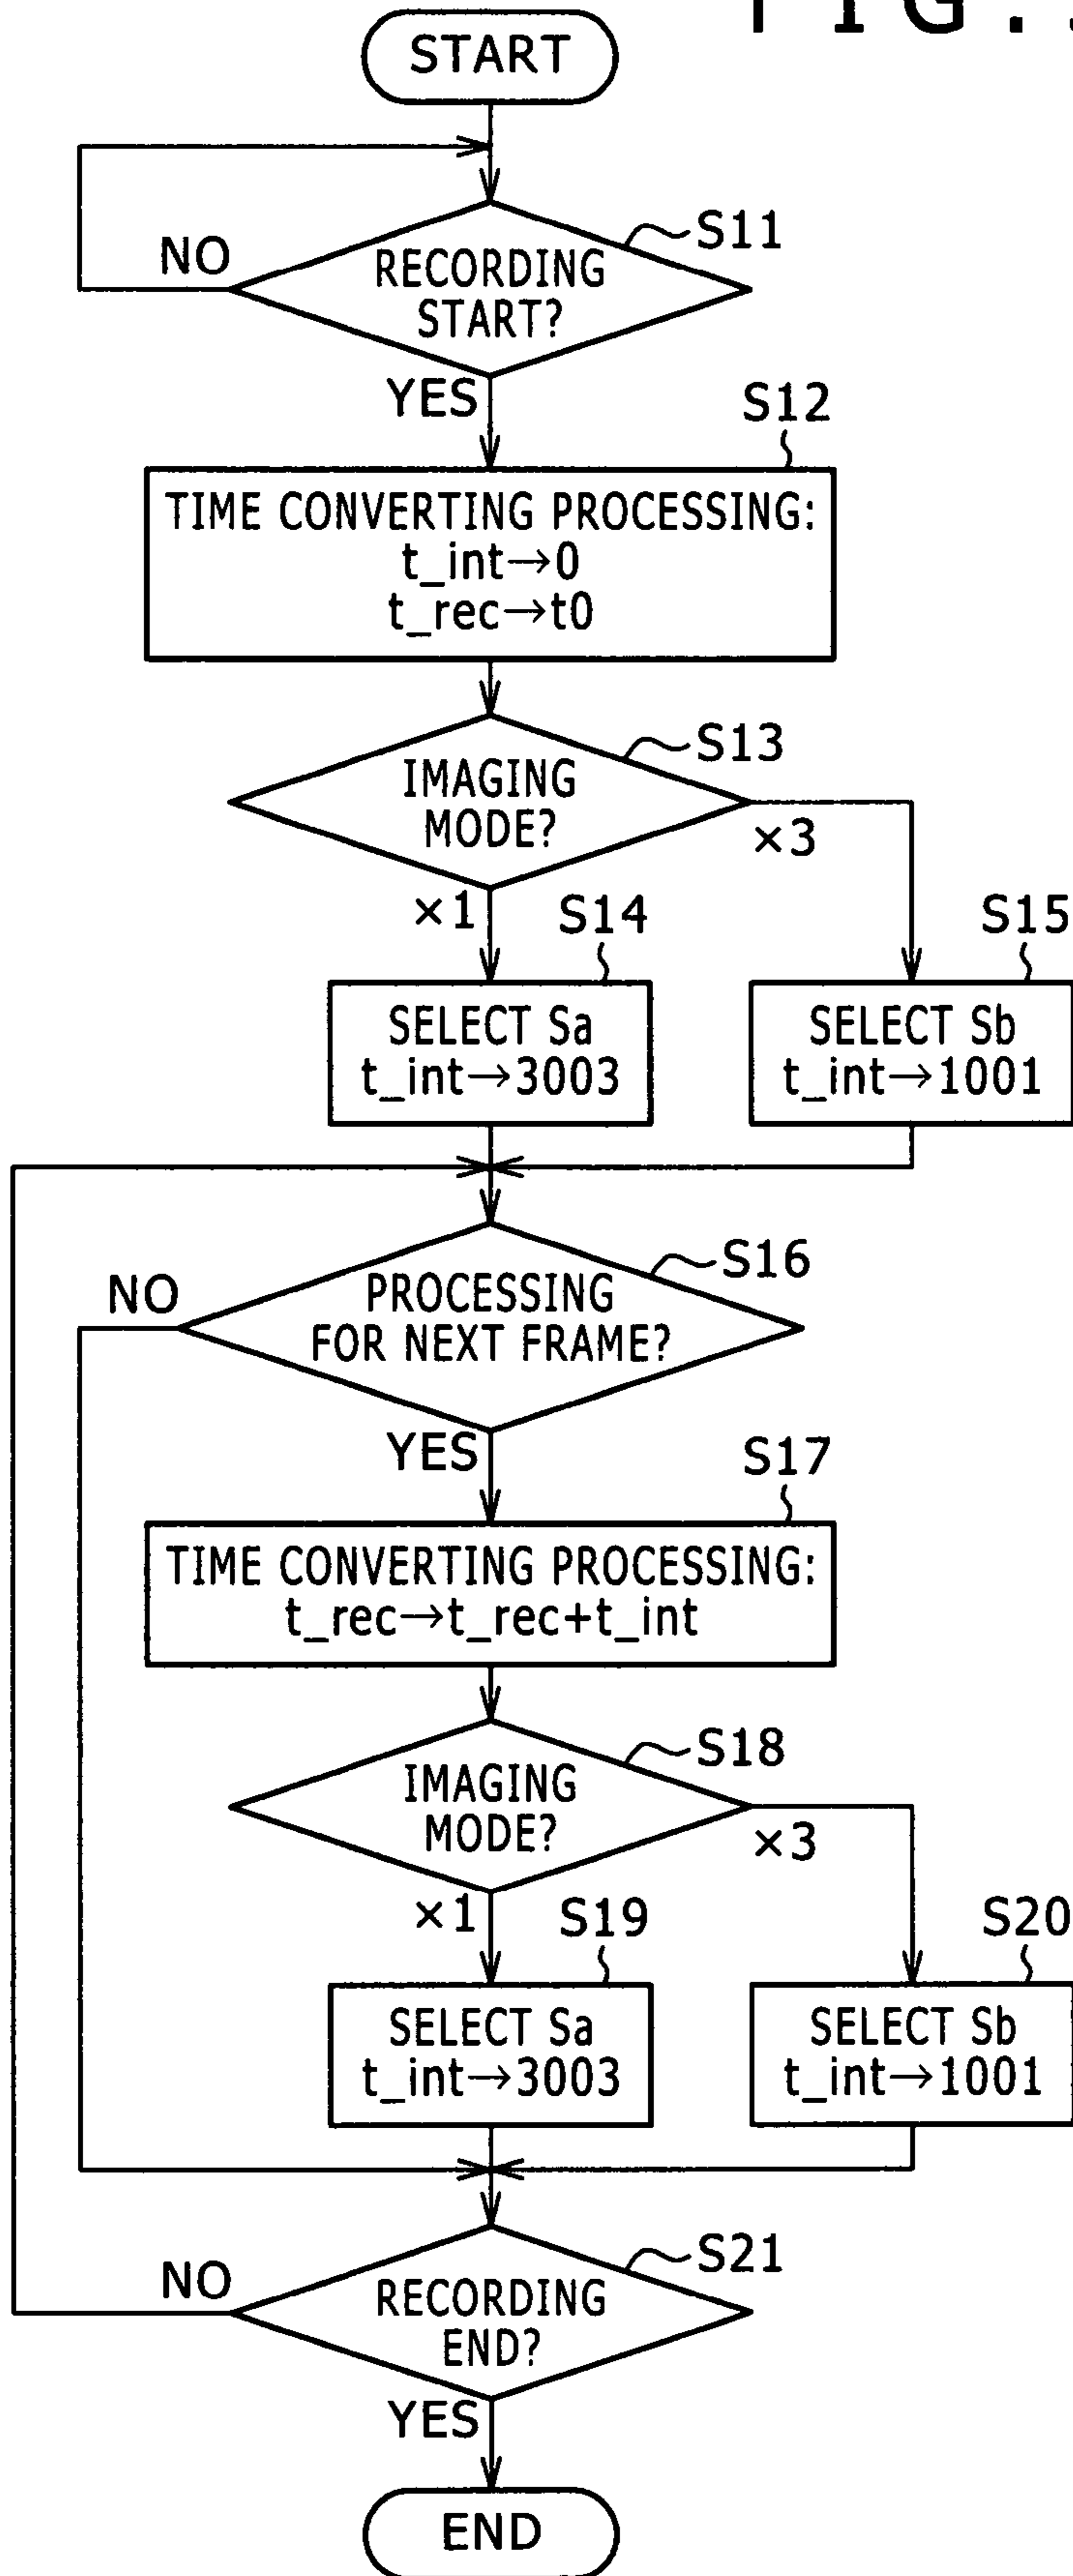 FIG.
START
S11
NO
RECORDING
START?
YES
S12
TIME CONVERTING PROCESSING:
t_int→0
t_rec→t0
S13
IMAGING
MODE?
×3
×1
S14
S15
SELECT Sa
t_int→3003
SELECT Sb
t_int→1001
S16
NO
PROCESSING
FOR NEXT FRAME?
YES
S17
TIME CONVERTING PROCESSING:
t_rec→t_rec+t_int
S18
IMAGING
MODE?
×3
×1
S19
S20
SELECT Sa
t_int→3003
SELECT Sb
t_int→1001
S21
NO
RECORDING
END?
YES
END